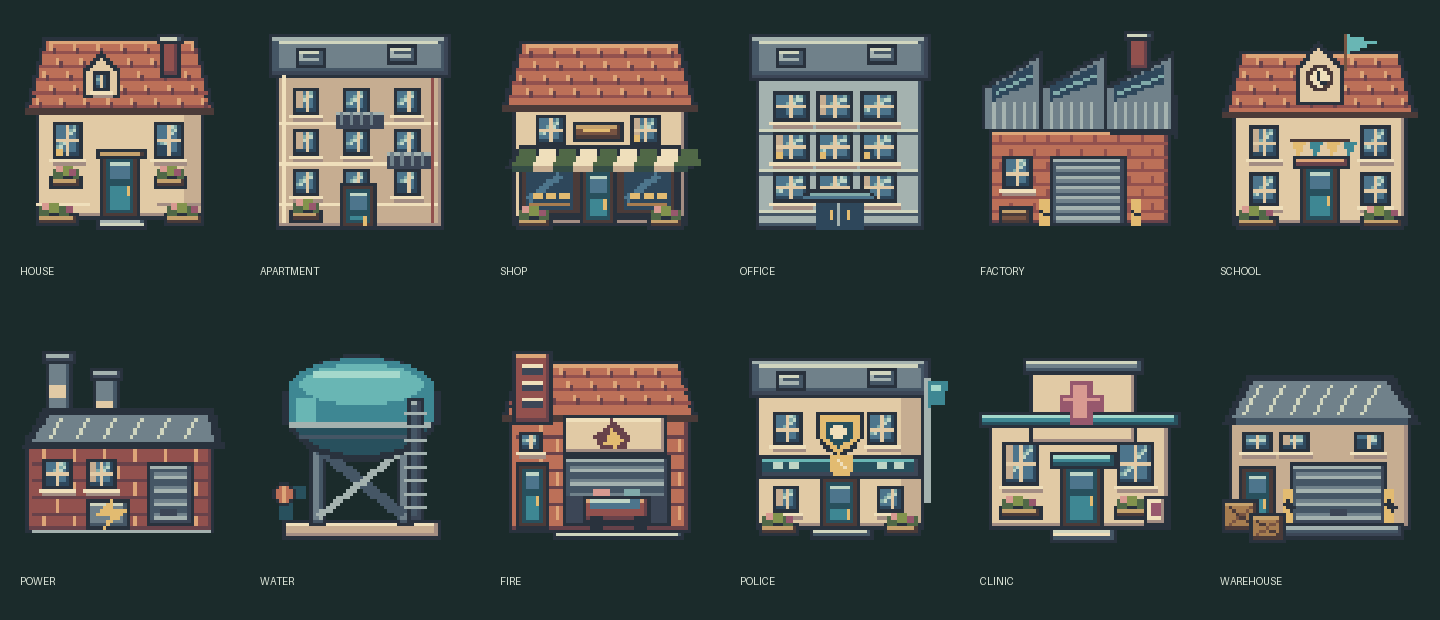 HOUSE
APARTMENT
SHOP
OFFICE
FACTORY
SCHOOL
POWER
WATER
FIRE
POLICE
CLINIC
WAREHOUSE